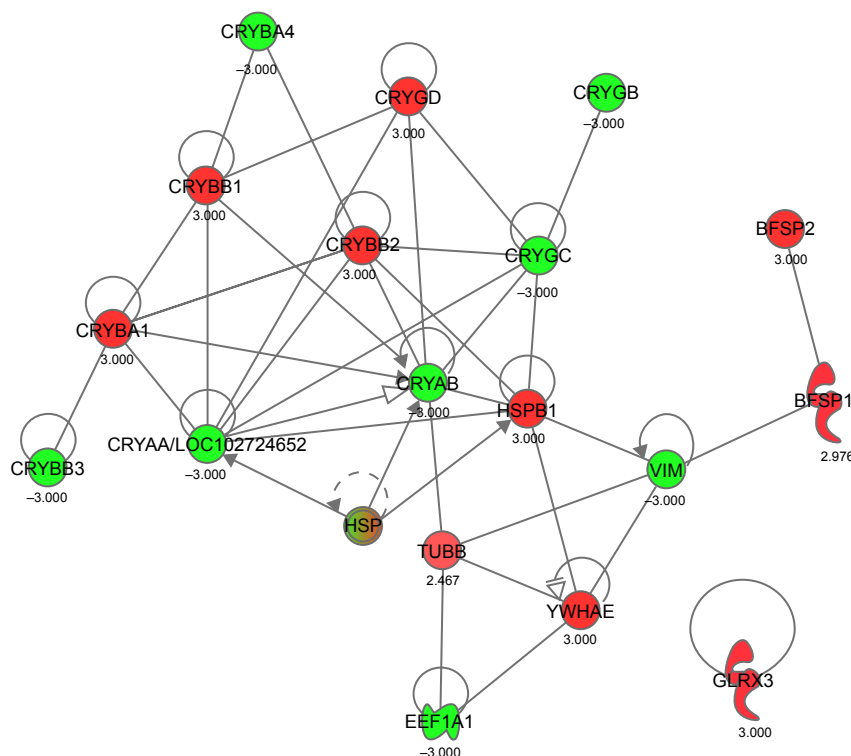 CRYBA4
–3.000
CRYGD
3.000
CRYGB
–3.000
CRYBB1
3.000
CRYBB2
3.000
CRYGC
–3.000
BFSP2
3.000
CRYBA1
3.000
CRYAB
–3.000
HSPB1
3.000
BFSP1
2.976
CRYAA/LOC102724652
–3.000
CRYBB3
–3.000
VIM
–3.000
HSP
TUBB
2.467
YWHAE
3.000
GLRX3
3.000
EEF1A1
–3.000